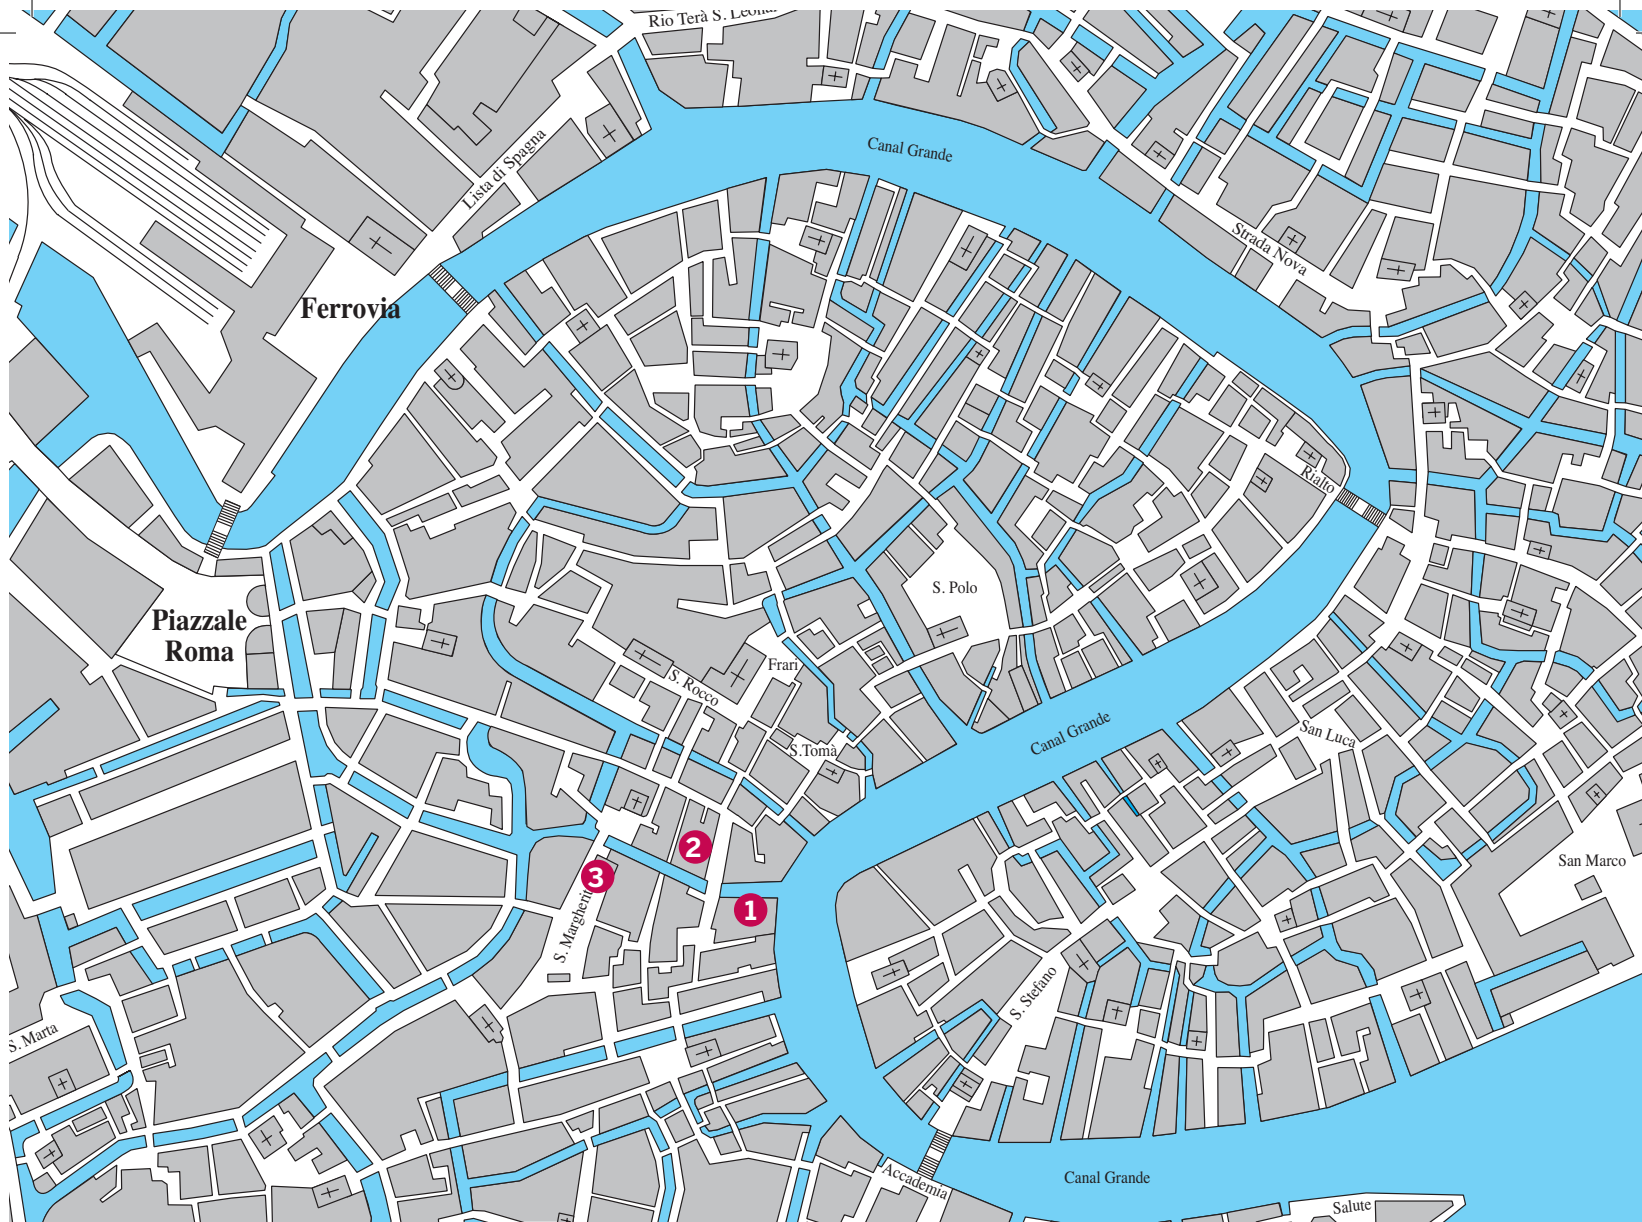 Rio Terà S. Leonar
Canal Grande
Lista di Spagna
Strada Nova
Ferrovia
Rialto
S. Polo
Piazzale
Roma
Frari
S. Rocco
Canal Grande
San Luca
S.Tomà
2
San Marco
3
1
S. Margherita
S. Stefano
S. Marta
Accademia
Canal Grande
Salute